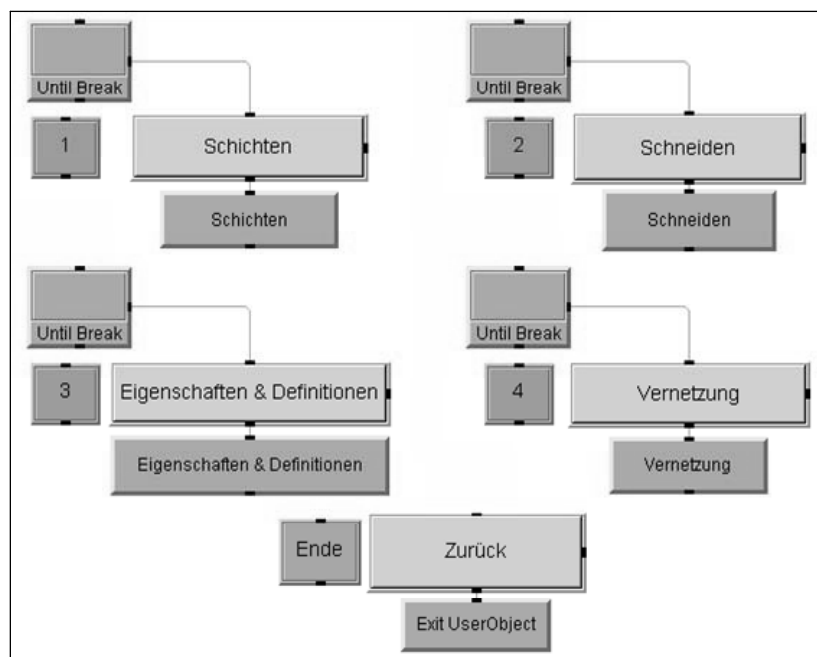 Until Break
Until Break
1
Schichten
2
Schneiden
Schichten
Schneiden
Until Break
Until Break
3
Eigenschaften & Definitionen
4
Vernetzung
Eigenschaften & Definitionen
Vernetzung
Ende
Zurück
Exit UserObject